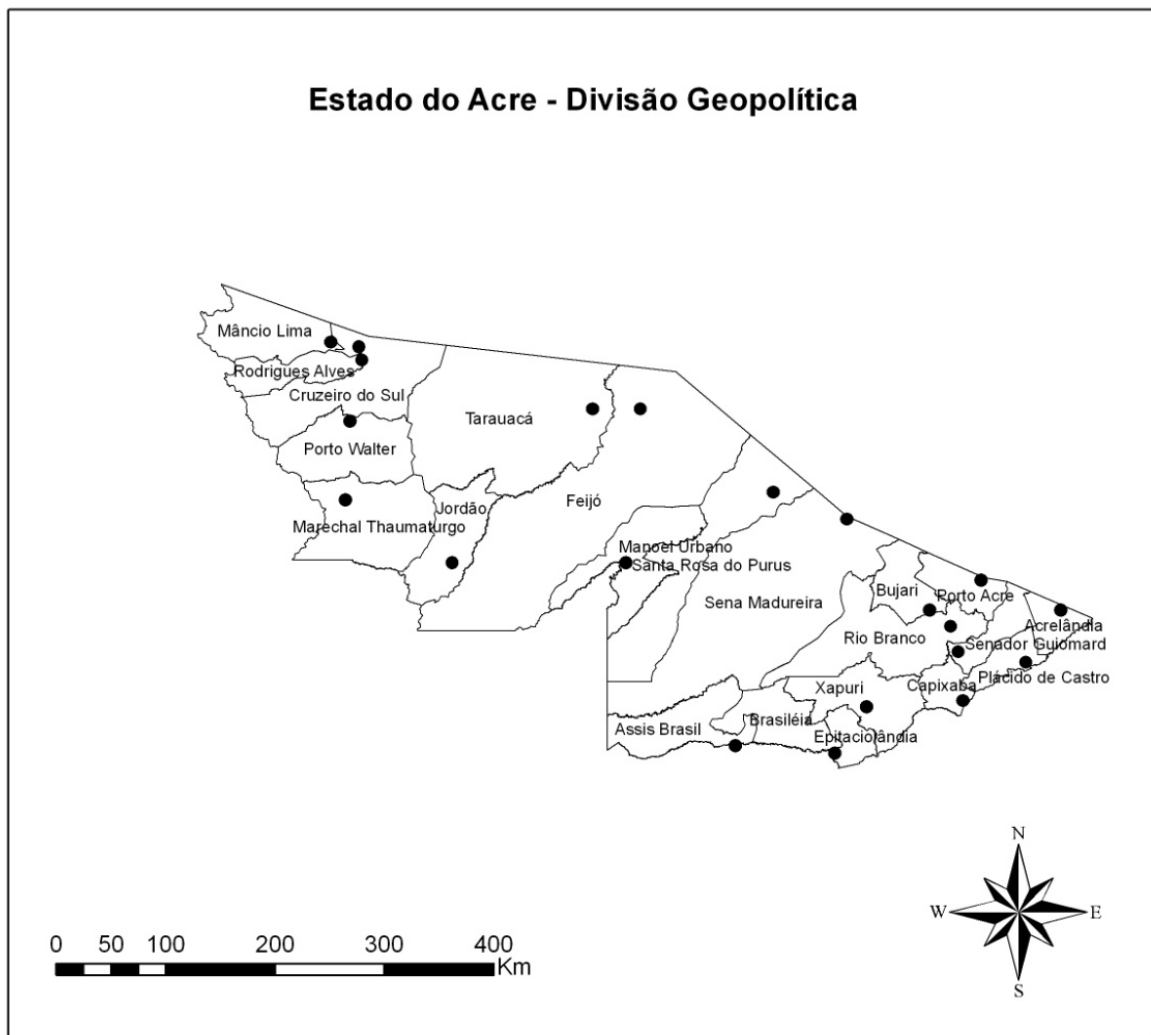 Estado do Acre - Divisão Geopolítica
Mâncio Lima
Rodrigues Alves
Cruzeiro do Sul
Tarauacá
Porto Walter
Feijó
Jordão
Marechal Thaumaturgo
Manoel Urbano
Santa Rosa do Purus
Sena Madureira
Bujari
Porto Acre
Acrelândia
Rio Branco
Senador Guiomard
Plácido de Castro
Xapuri
Capixaba
Assis Brasil
Brasiléia
Epitaciolândia
N
W
E
S
0 50 100 200 300 400
Km